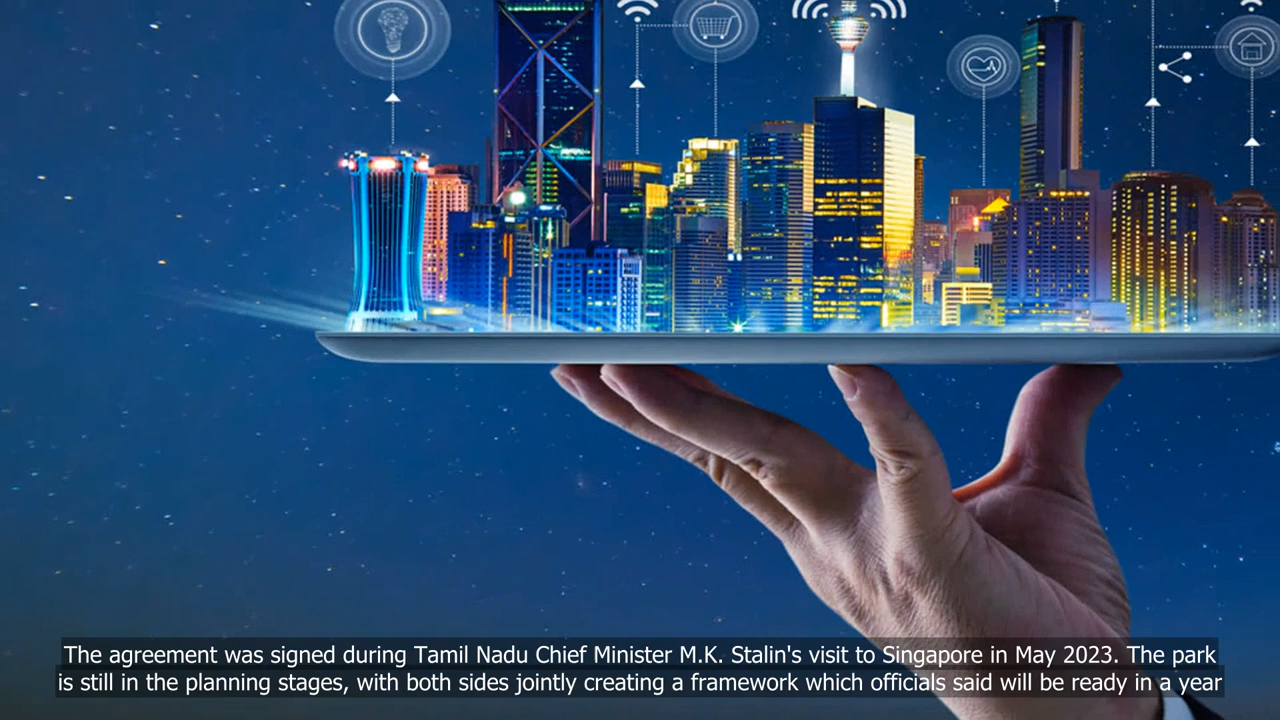 The agreement was signed during Tamil Nadu Chief Minister M.K. Stalin's visit to Singapore in May 2023. The park
is still in the planning stages, with both sides jointly creating a framework which officials said will be ready in a year